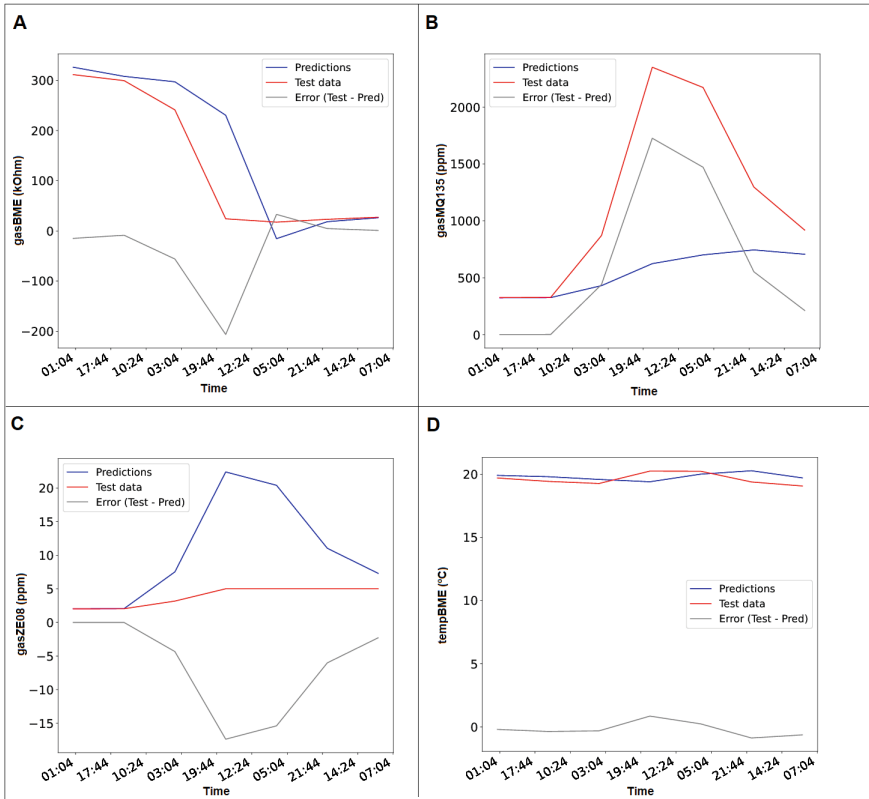 A
Predictions
Test data
Error (Test - Pred)
300
200
100
0
−100
−200
gasBME (kOhm)
01:04
17:44
10:24
03:04
19:44
12:24
05:04
21:44
14:24
07:04
Time
B
Predictions
Test data
Error (Test - Pred)
2000
1500
1000
500
0
gasMQ135 (ppm)
01:04
17:44
10:24
03:04
19:44
12:24
05:04
21:44
14:24
07:04
Time
C
Predictions
Test data
Error (Test - Pred)
20
15
10
5
0
−5
−10
−15
gasZE08 (ppm)
01:04
17:44
10:24
03:04
19:44
12:24
05:04
21:44
14:24
07:04
Time
D
20
15
10
5
0
tempBME (°C)
Predictions
Test data
Error (Test - Pred)
01:04
17:44
10:24
03:04
19:44
12:24
05:04
21:44
14:24
07:04
Time